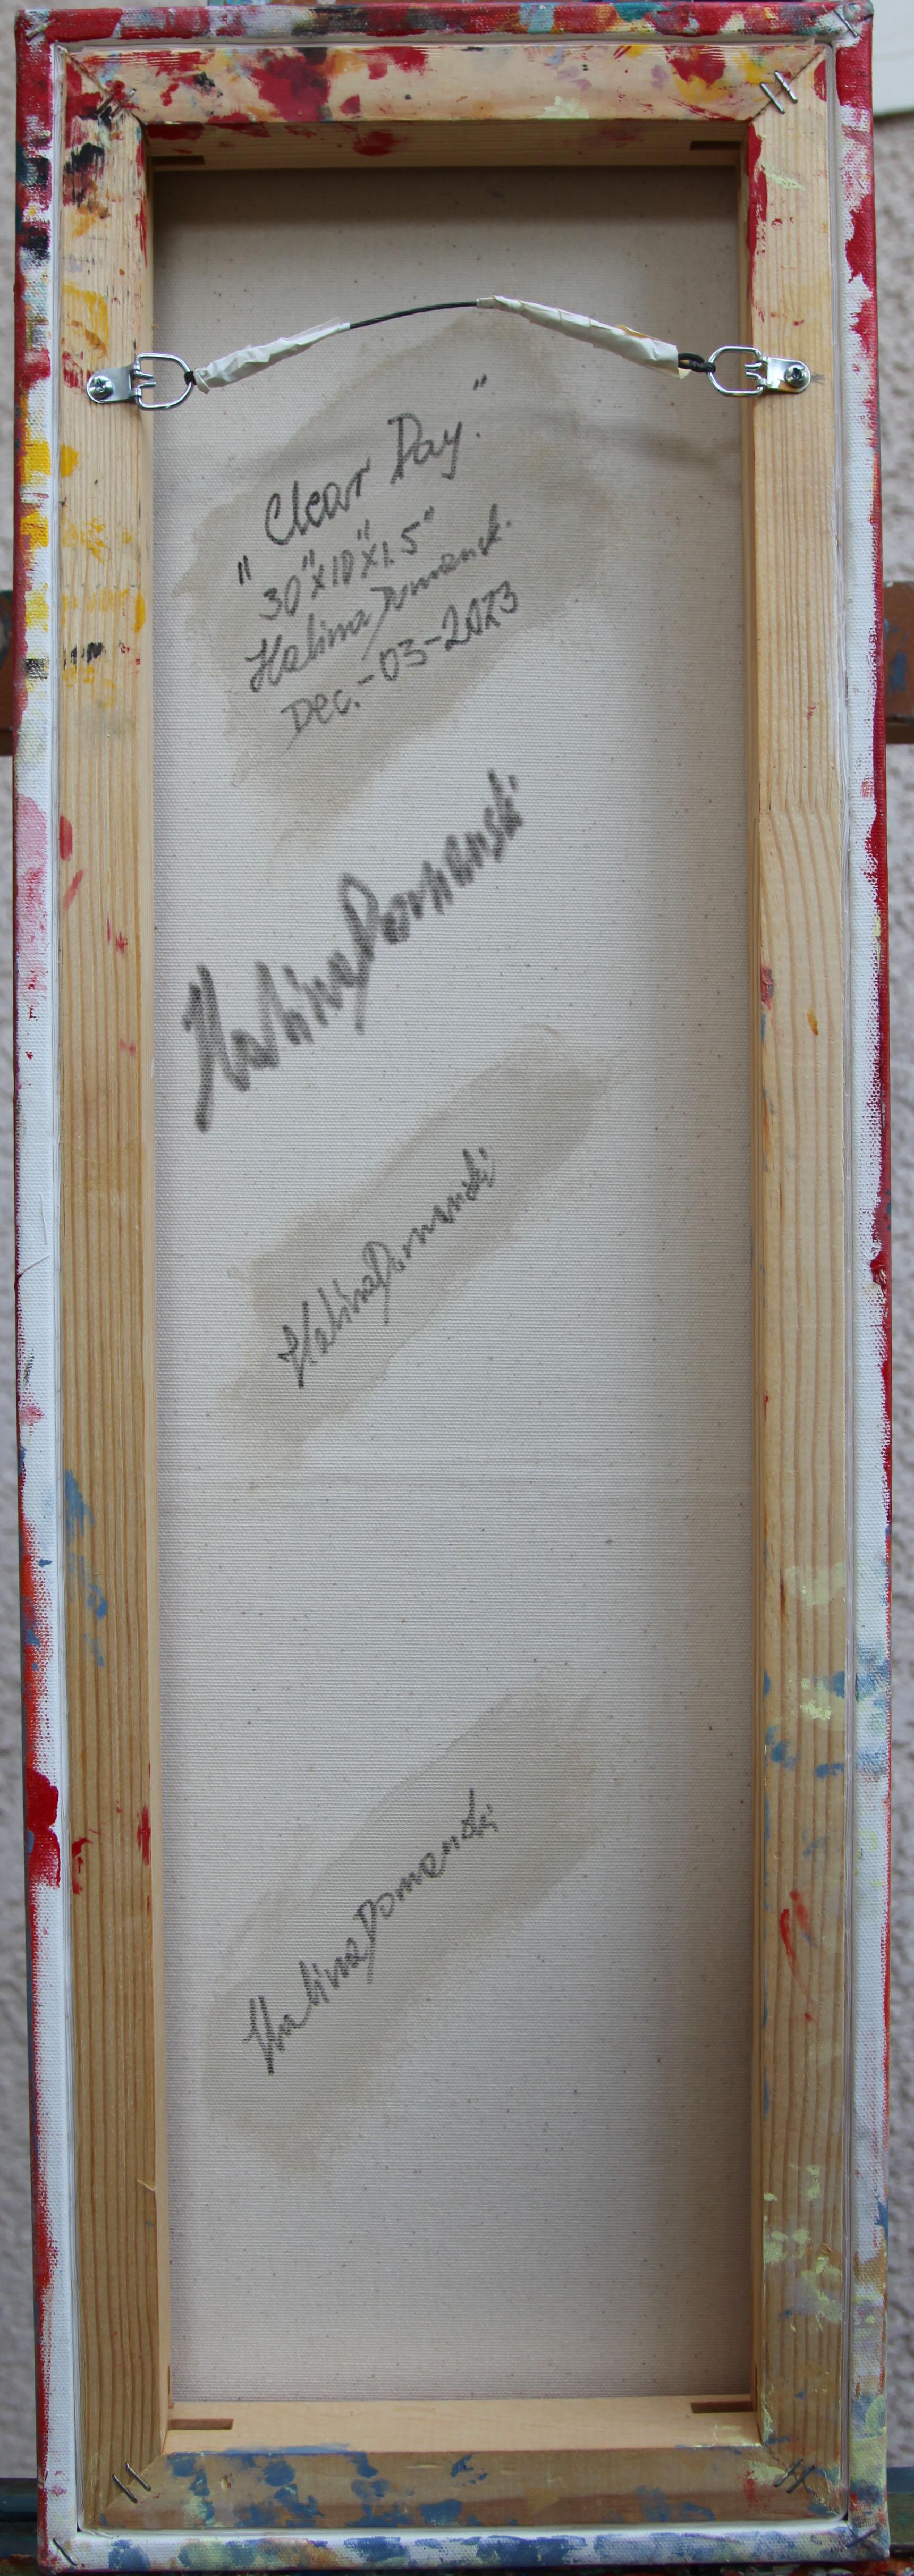 "Clear Day."
30"x10"x1.5"
Halina Domanski
Dec.-03-2023
Halina Domanski
Halina Domanski
Halina Domanski